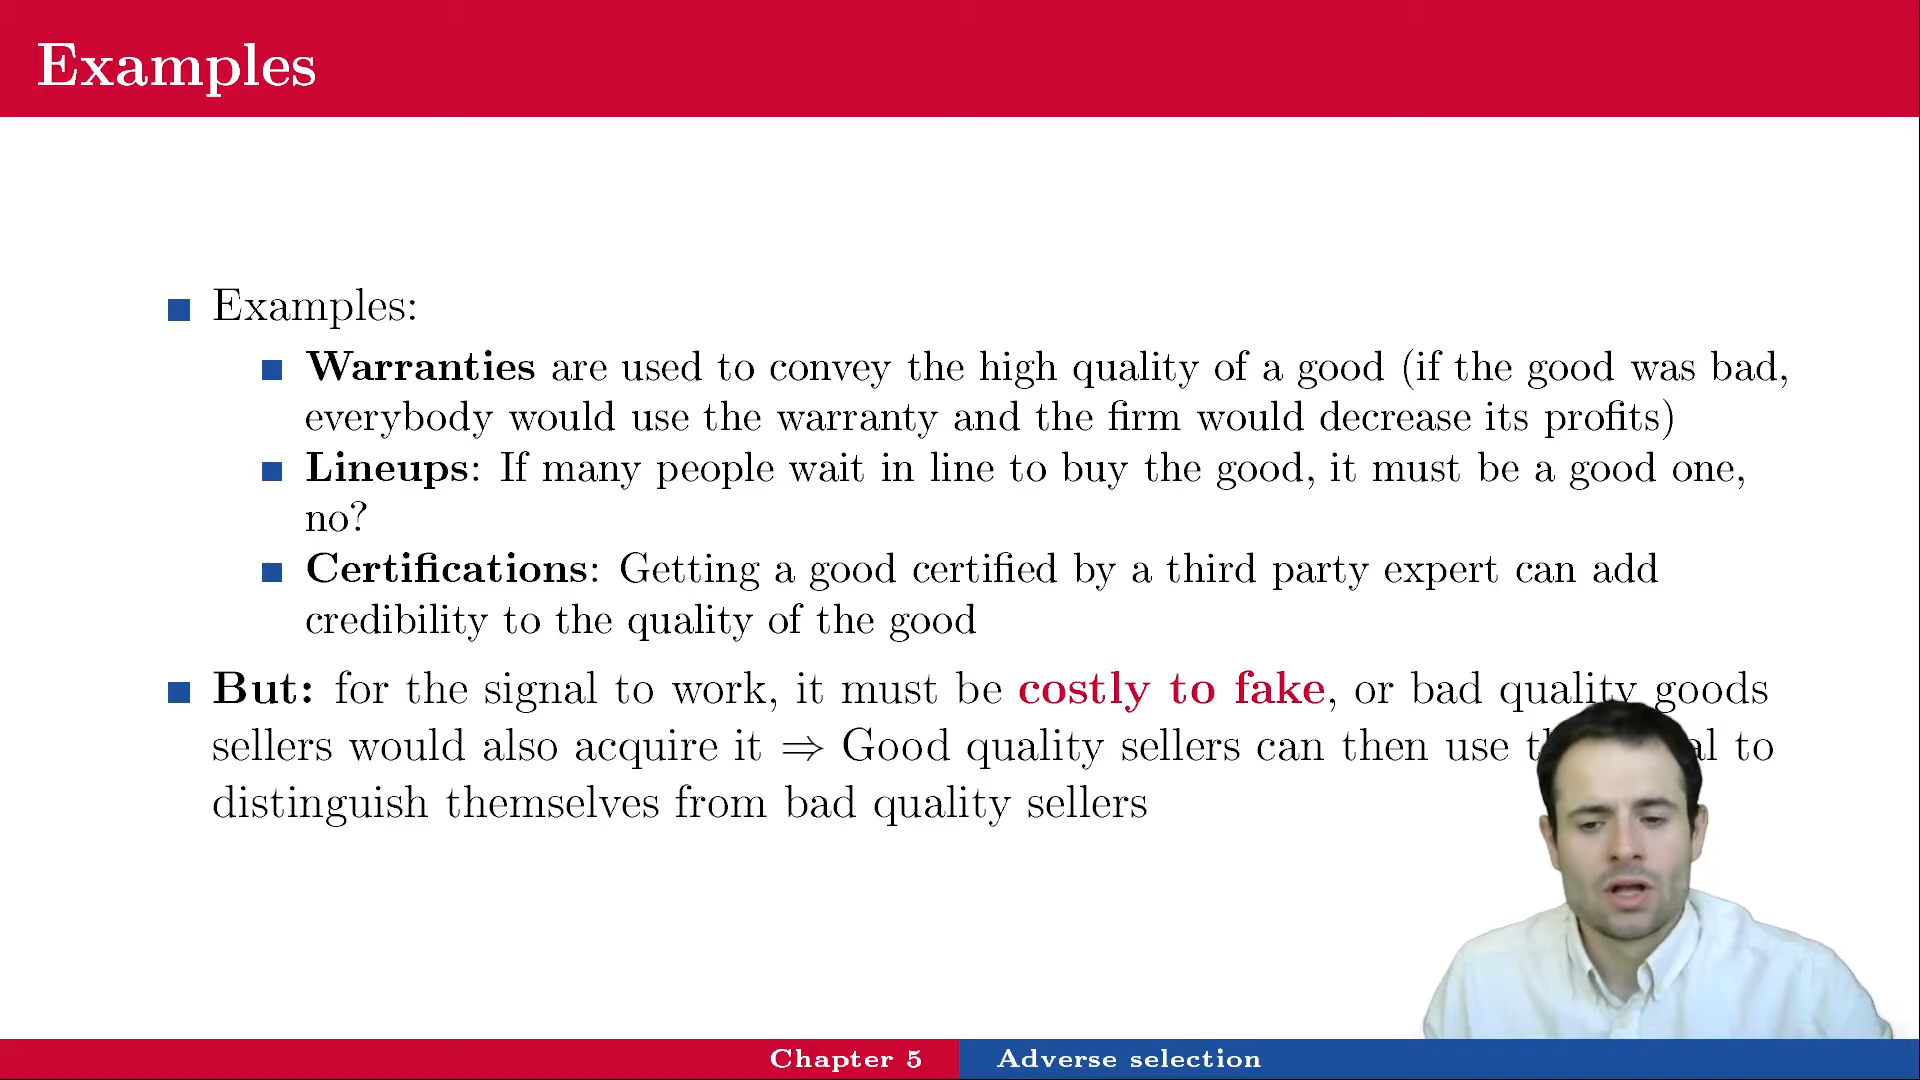 Examples
Examples:
Warranties are used to convey the high quality of a good (if the good was bad,
everybody would use the warranty and the firm would decrease its profits)
Lineups: If many people wait in line to buy the good, it must be a good one,
no?
Certifications: Getting a good certified by a third party expert can add
credibility to the quality of the good
But: for the signal to work, it must be costly to fake, or bad quality goods
sellers would also acquire it ⇒ Good quality sellers can then use to
distinguish themselves from bad quality sellers
Chapter 5 Adverse selection